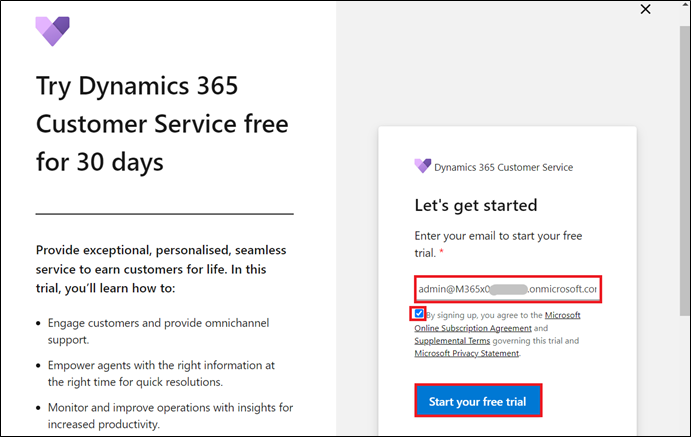 Try Dynamics 365
Customer Service free
for 30 days
Provide exceptional, personalised, seamless
service to earn customers for life. In this
trial, you'll learn how to:
Engage customers and provide omnichannel
support.
Empower agents with the right information at
the right time for quick resolutions.
Monitor and improve operations with insights for
increased productivity.
Dynamics 365 Customer Service
Let's get started
Enter your email to start your free
trial. *
admin@M365x0 .onmicrosoft.con
By signing up, you agree to the Microsoft
Online Subscription Agreement and
Supplemental Terms governing this trial and
Microsoft Privacy Statement.
Start your free trial